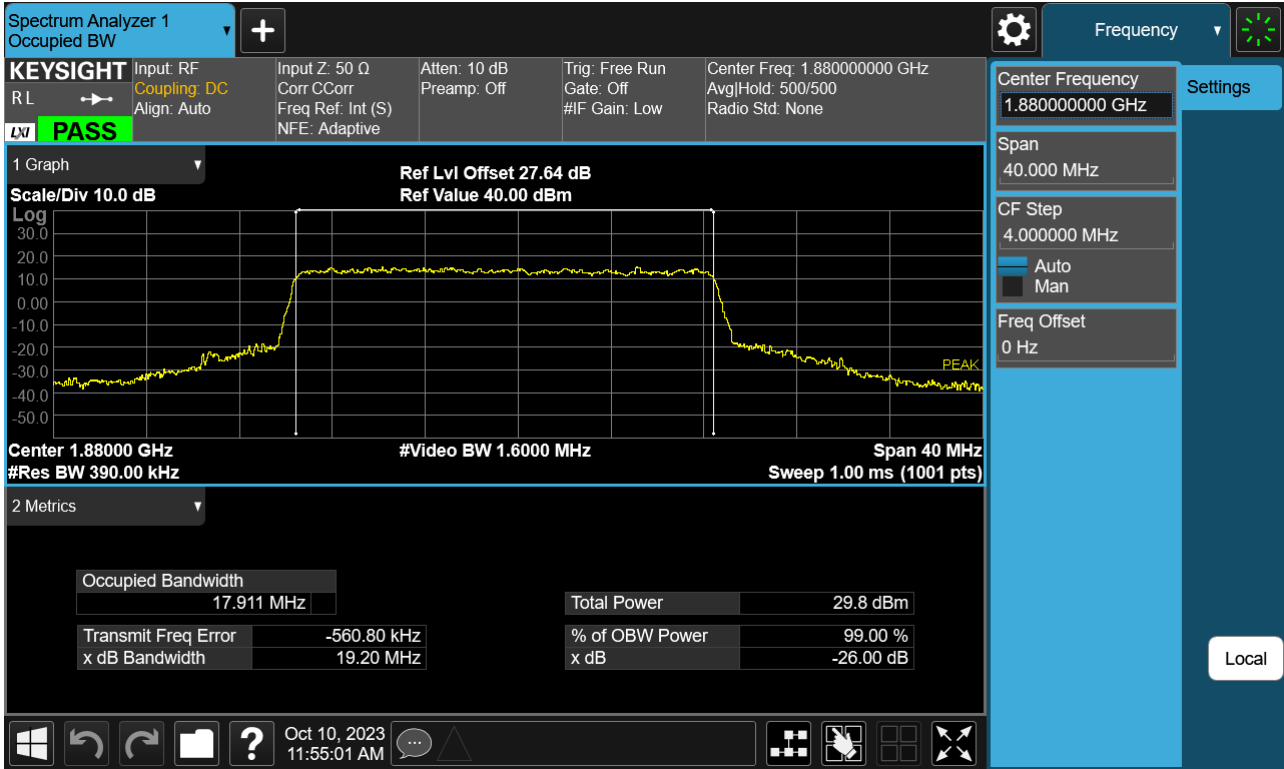 Spectrum Analyzer 1
Occupied BW
Frequency
KEYSIGHT
R L
LXI PASS
Input: RF
Coupling: DC
Align: Auto
Input Z: 50 Ω
Corr CCorr
Freq Ref: Int (S)
NFE: Adaptive
Atten: 10 dB
Preamp: Off
Trig: Free Run
Gate: Off
#IF Gain: Low
Center Freq: 1.880000000 GHz
Avg|Hold: 500/500
Radio Std: None
1 Graph
Scale/Div 10.0 dB
Ref Lvl Offset 27.64 dB
Ref Value 40.00 dBm
Log
30.0
20.0
10.0
0.00
-10.0
-20.0
-30.0
-40.0
-50.0
PEAK
Center 1.88000 GHz
#Video BW 1.6000 MHz
Span 40 MHz
#Res BW 390.00 kHz
Sweep 1.00 ms (1001 pts)
2 Metrics
Occupied Bandwidth
17.911 MHz
Total Power 29.8 dBm
Transmit Freq Error -560.80 kHz
% of OBW Power 99.00 %
x dB Bandwidth 19.20 MHz
x dB -26.00 dB
Center Frequency
1.880000000 GHz
Span
40.000 MHz
CF Step
4.000000 MHz
Auto
Man
Freq Offset
0 Hz
Settings
Local
?
Oct 10, 2023
11:55:01 AM